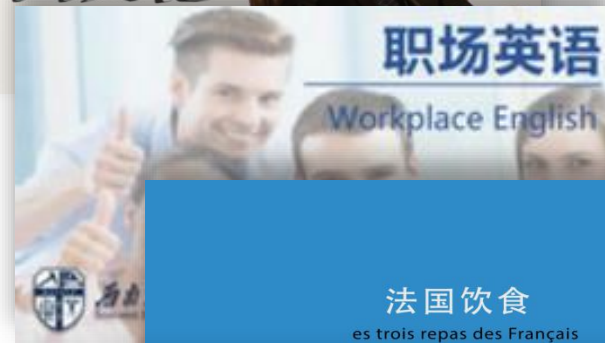 职场英语
Workplace English
法国饮食
es trois repas des Français